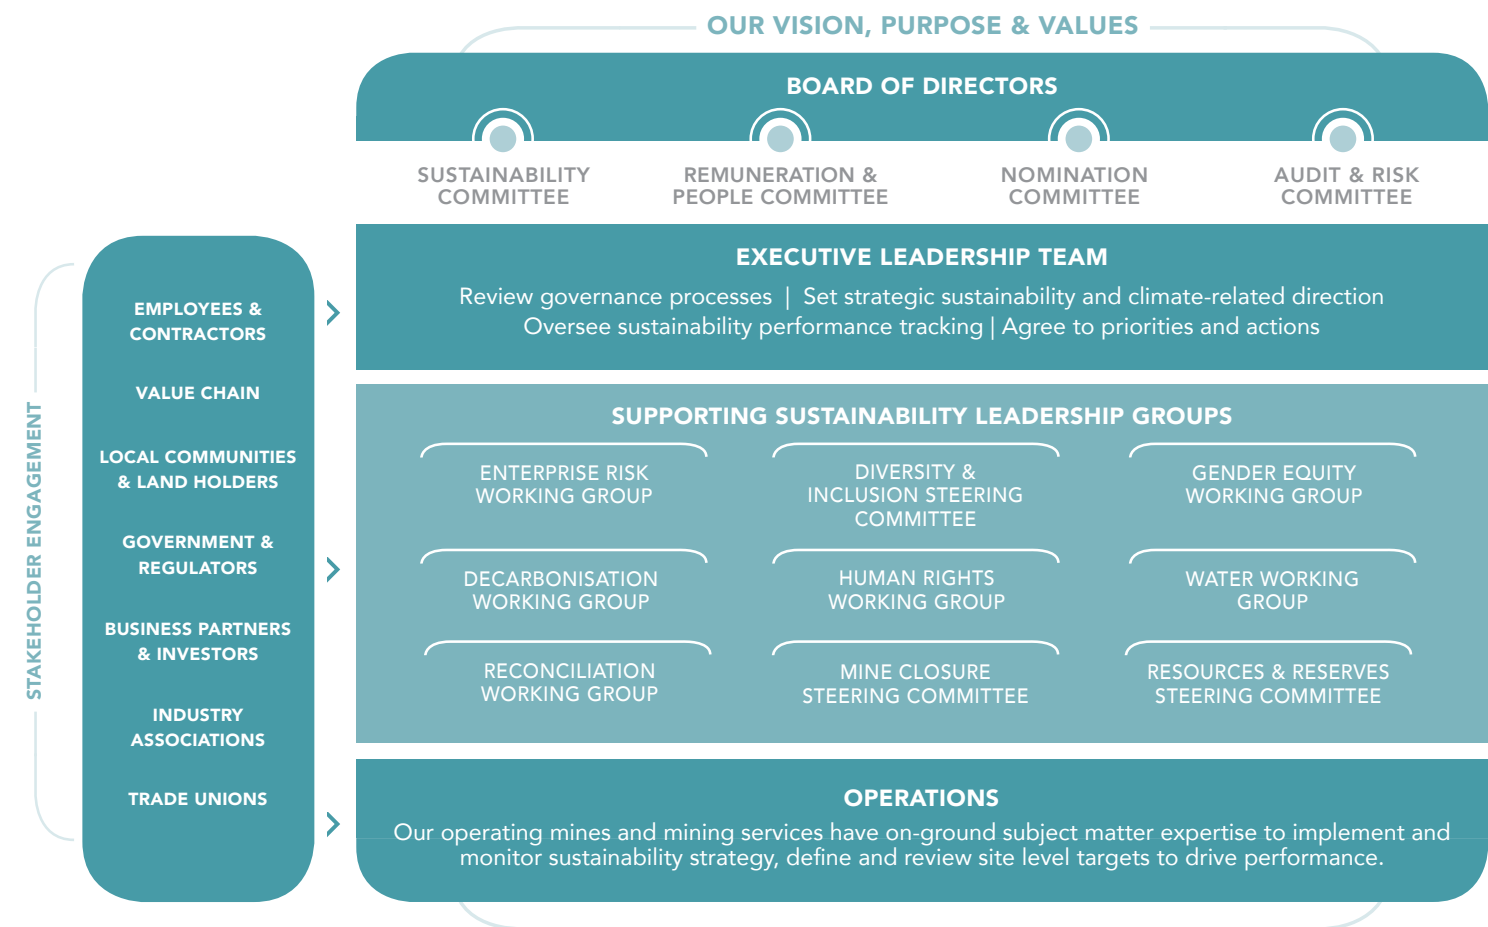 OUR VISION, PURPOSE & VALUES
BOARD OF DIRECTORS
SUSTAINABILITY
COMMITTEE
REMUNERATION &
PEOPLE COMMITTEE
NOMINATION
COMMITTEE
AUDIT & RISK
COMMITTEE
STAKEHOLDER ENGAGEMENT
EMPLOYEES &
CONTRACTORS
VALUE CHAIN
LOCAL COMMUNITIES
& LAND HOLDERS
GOVERNMENT &
REGULATORS
BUSINESS PARTNERS
& INVESTORS
INDUSTRY
ASSOCIATIONS
TRADE UNIONS
EXECUTIVE LEADERSHIP TEAM
Review governance processes | Set strategic sustainability and climate-related direction
Oversee sustainability performance tracking | Agree to priorities and actions
SUPPORTING SUSTAINABILITY LEADERSHIP GROUPS
ENTERPRISE RISK
WORKING GROUP
DIVERSITY &
INCLUSION STEERING
COMMITTEE
GENDER EQUITY
WORKING GROUP
DECARBONISATION
WORKING GROUP
HUMAN RIGHTS
WORKING GROUP
WATER WORKING
GROUP
RECONCILIATION
WORKING GROUP
MINE CLOSURE
STEERING COMMITTEE
RESOURCES & RESERVES
STEERING COMMITTEE
OPERATIONS
Our operating mines and mining services have on-ground subject matter expertise to implement and
monitor sustainability strategy, define and review site level targets to drive performance.